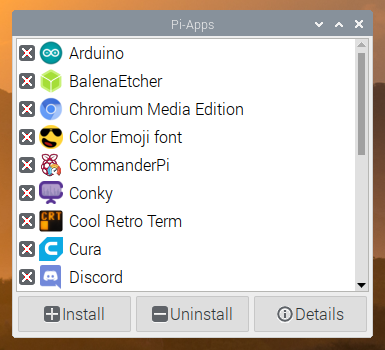 Pi-Apps
Arduino
BalenaEtcher
Chromium Media Edition
Color Emoji font
CommanderPi
Conky
CRT Cool Retro Term
Cura
Discord
Install Uninstall Details